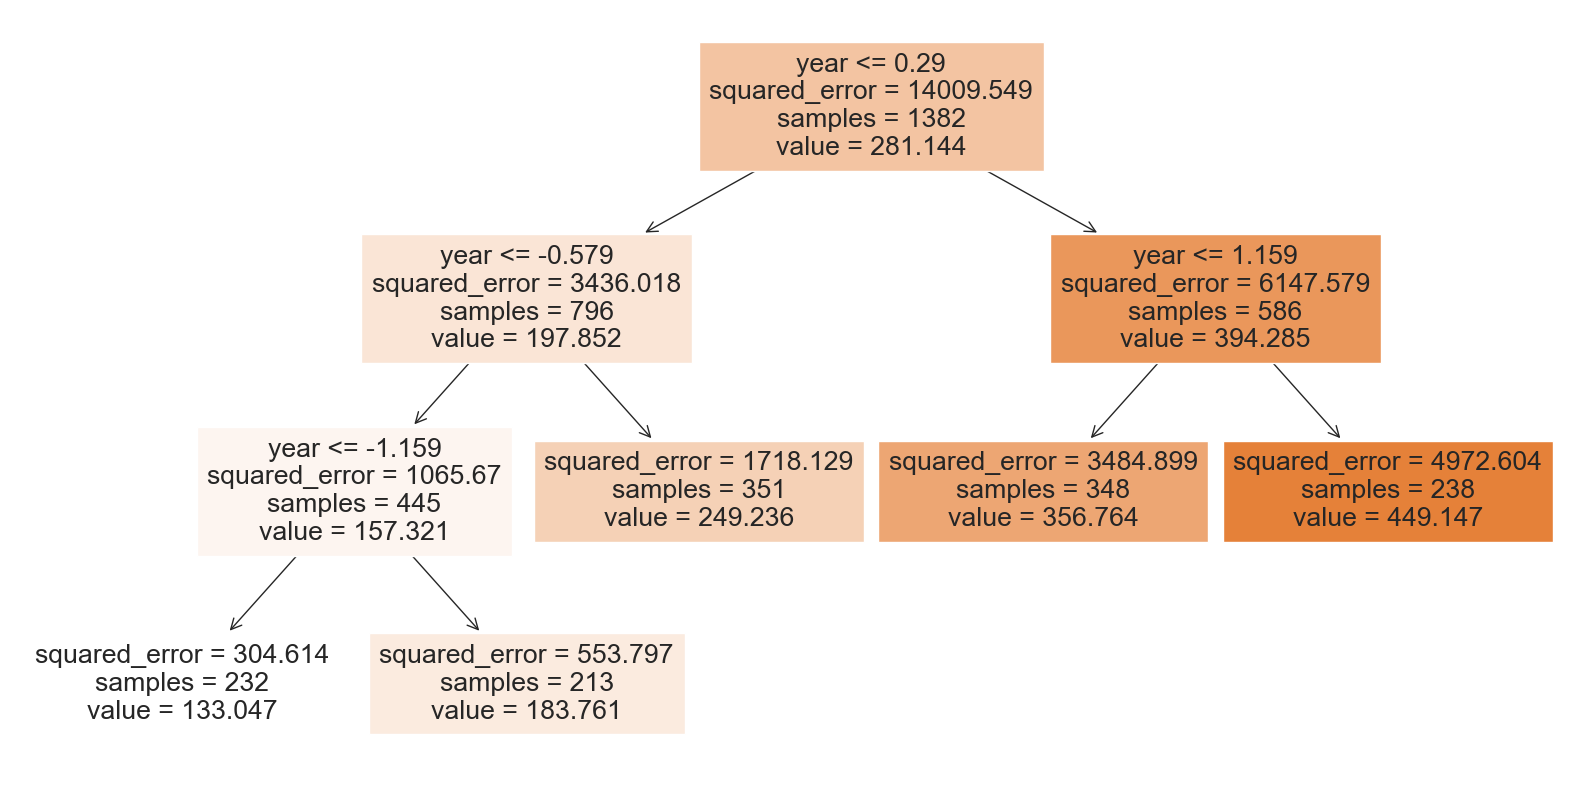 year <= 0.29
squared_error = 14009.549
samples = 1382
value = 281.144
year <= -0.579
squared_error = 3436.018
samples = 796
value = 197.852
year <= 1.159
squared_error = 6147.579
samples = 586
value = 394.285
year <= -1.159
squared_error = 1065.67
samples = 445
value = 157.321
squared_error = 1718.129
samples = 351
value = 249.236
squared_error = 3484.899
samples = 348
value = 356.764
squared_error = 4972.604
samples = 238
value = 449.147
squared_error = 304.614
samples = 232
value = 133.047
squared_error = 553.797
samples = 213
value = 183.761